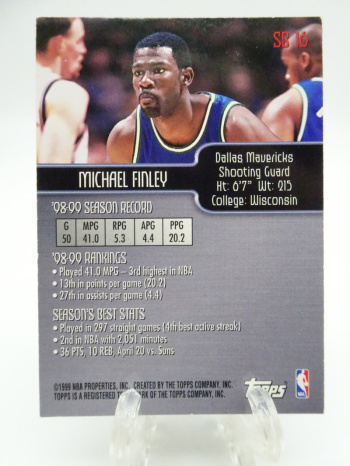 SB 16
MICHAEL FINLEY
Dallas Mavericks
Shooting Guard
Ht: 6'7" Wt: 215
College: Wisconsin
'98-99 SEASON RECORD
G MPG RPG APG PPG
50 41.0 5.3 4.4 20.2
'98-99 RANKINGS
• Played 41.0 MPG – 3rd highest in NBA
• 13th in points per game (20.2)
• 27th in assists per game (4.4)
SEASON'S BEST STATS
• Played in 297 straight games (4th best active streak)
• 2nd in NBA with 2,051 minutes
• 36 PTS, 10 REB, April 20 vs. Suns
©1999 NBA PROPERTIES, INC. CREATED BY THE TOPPS COMPANY, INC.
TOPPS IS A REGISTERED OF THE TOPPS COMPANY, INC.
Topps
NBA